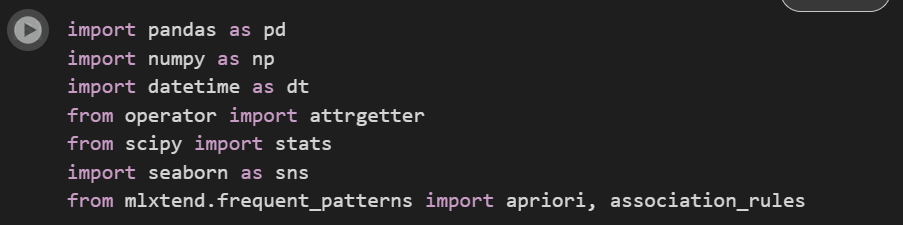 import pandas as pd
import numpy as np
import datetime as dt
from operator import attrgetter
from scipy import stats
import seaborn as sns
from mlxtend.frequent_patterns import apriori, association_rules